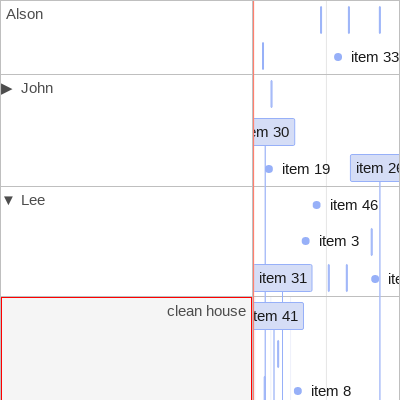 Alson
item 33
▶ John
em 30
item 19
item 26
▼ Lee
item 46
item 3
item 31
ite
clean house
tem 41
item 8